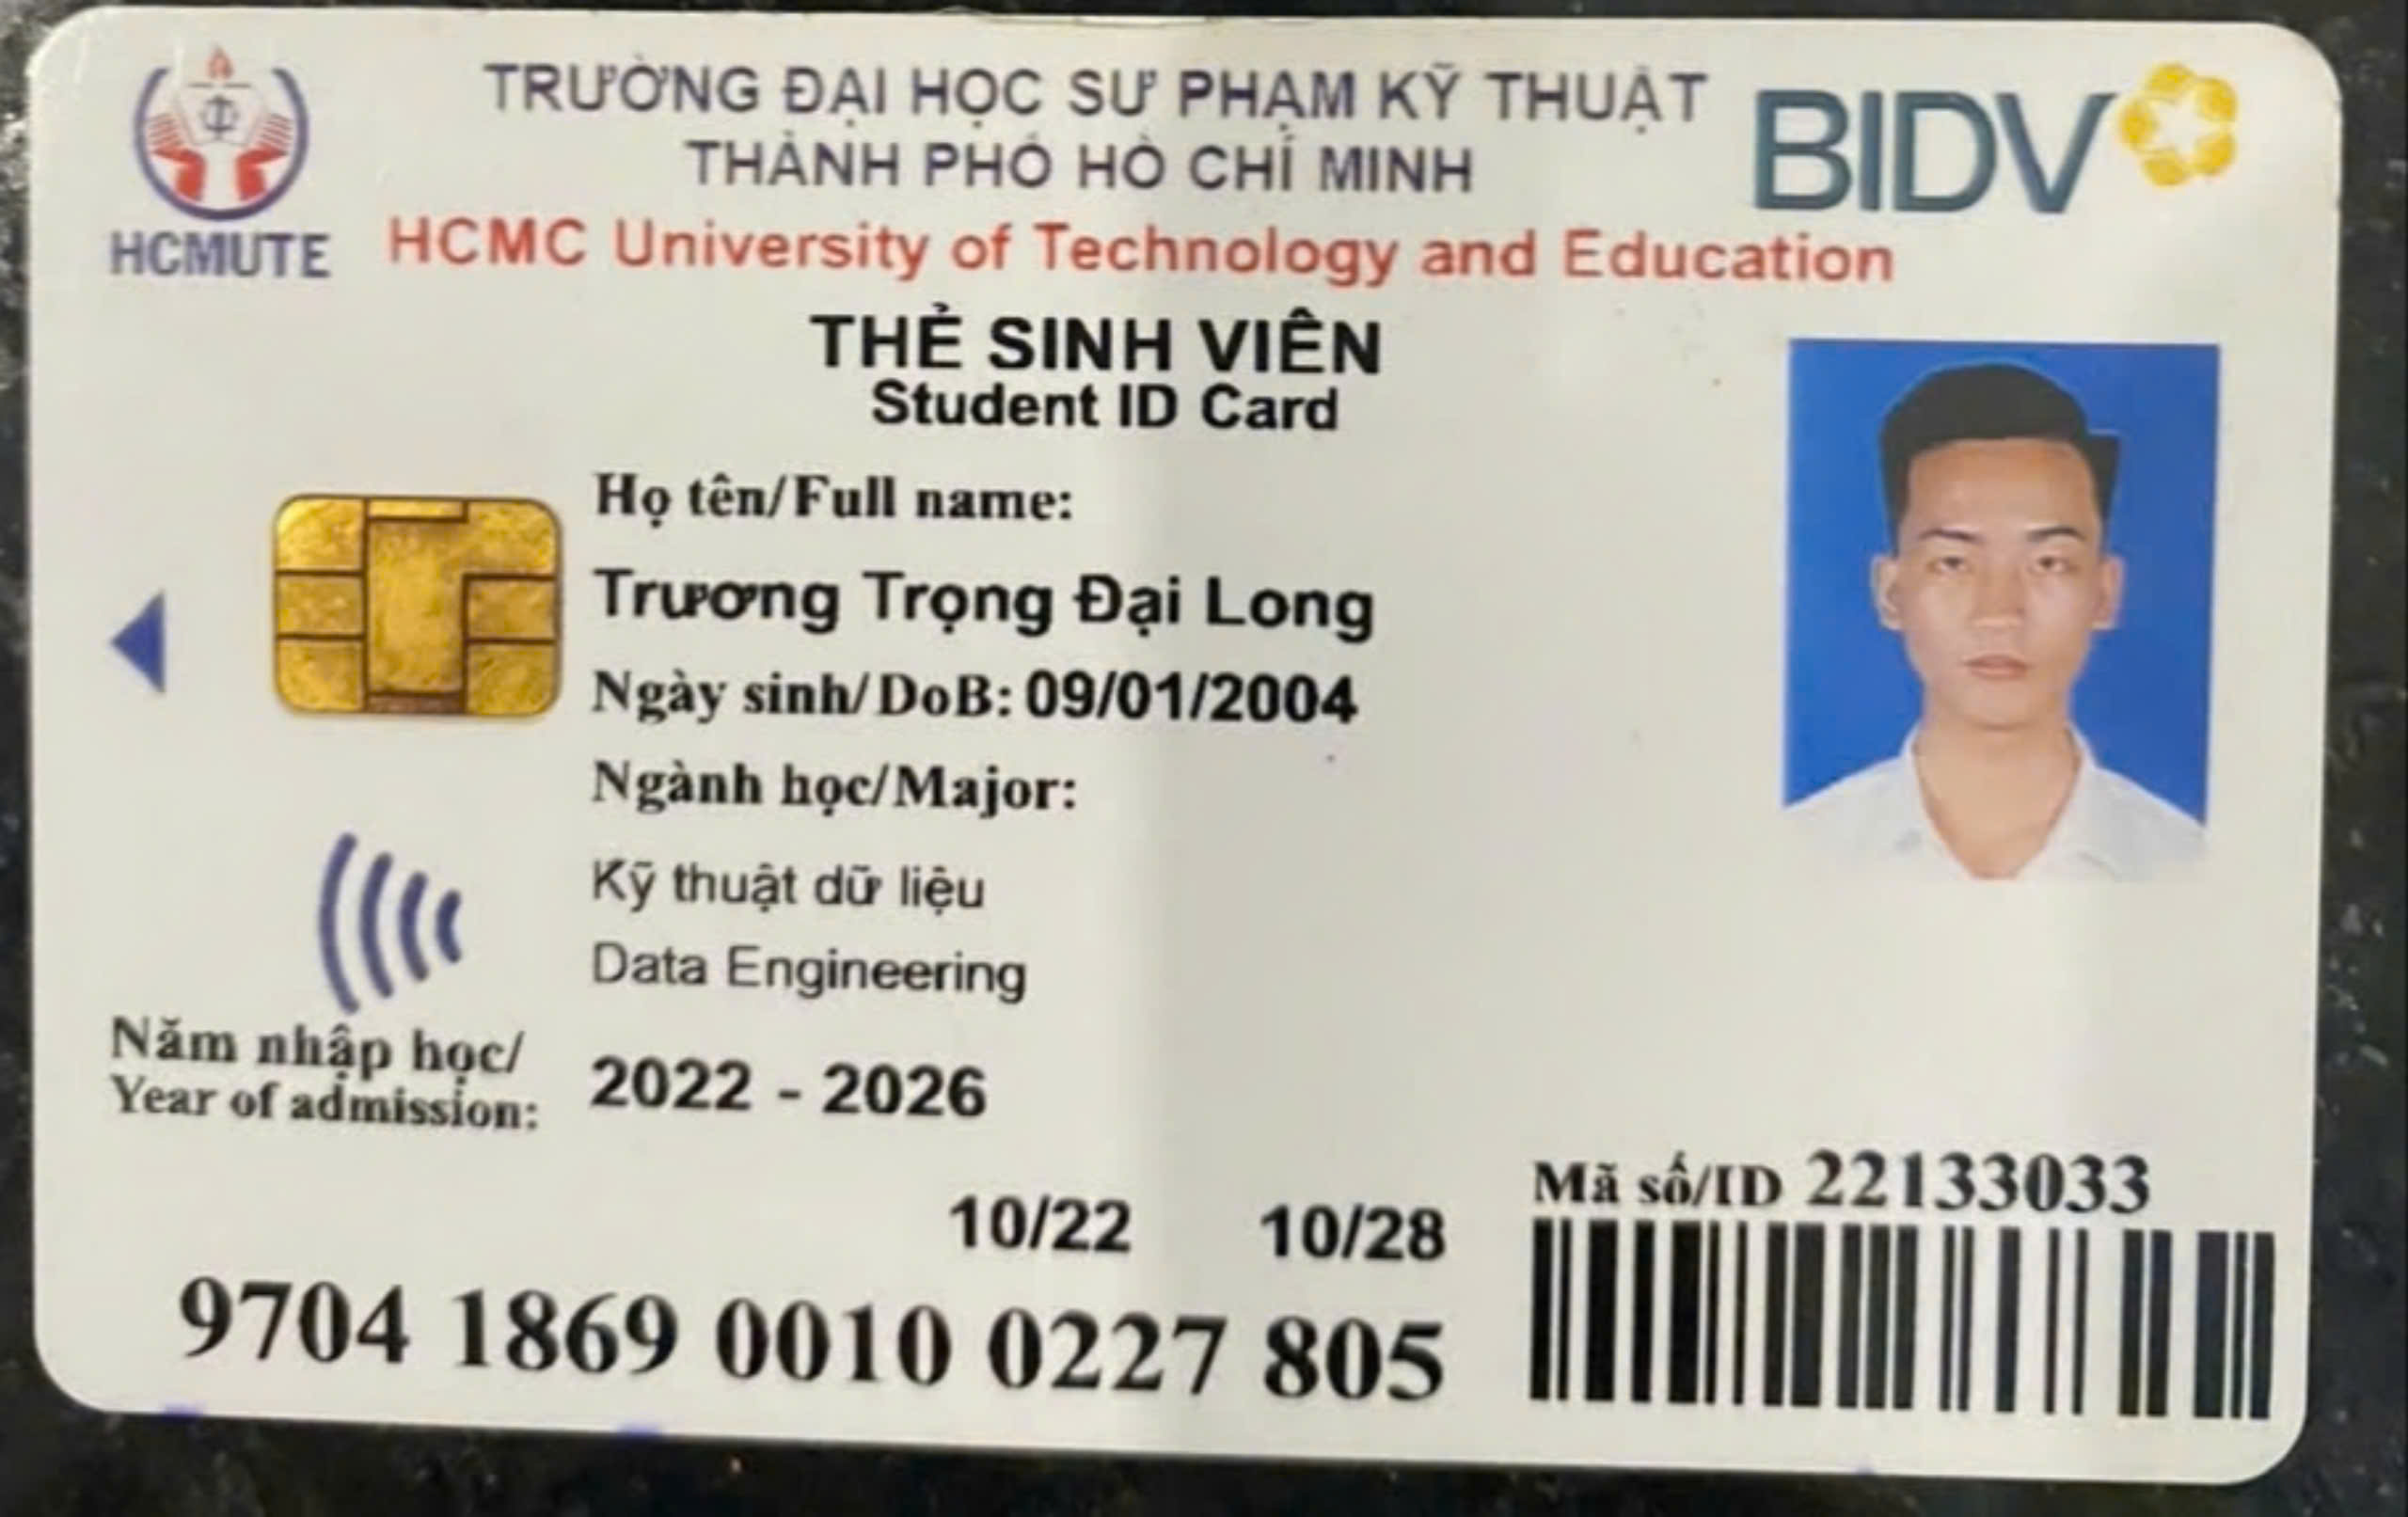 TRƯỜNG ĐẠI HỌC SƯ PHẠM KỸ THUẬT
THÀNH PHỐ HỒ CHÍ MINH
BIDV
HCMUTE
HCMC University of Technology and Education
THẺ SINH VIÊN
Student ID Card
Họ tên/Full name:
Trương Trọng Đại Long
Ngày sinh/DoB: 09/01/2004
Ngành học/Major:
Kỹ thuật dữ liệu
Data Engineering
Năm nhập học/
Year of admission:
2022 - 2026
Mã số/ID 22133033
10/22 10/28
9704 1869 0010 0227 805